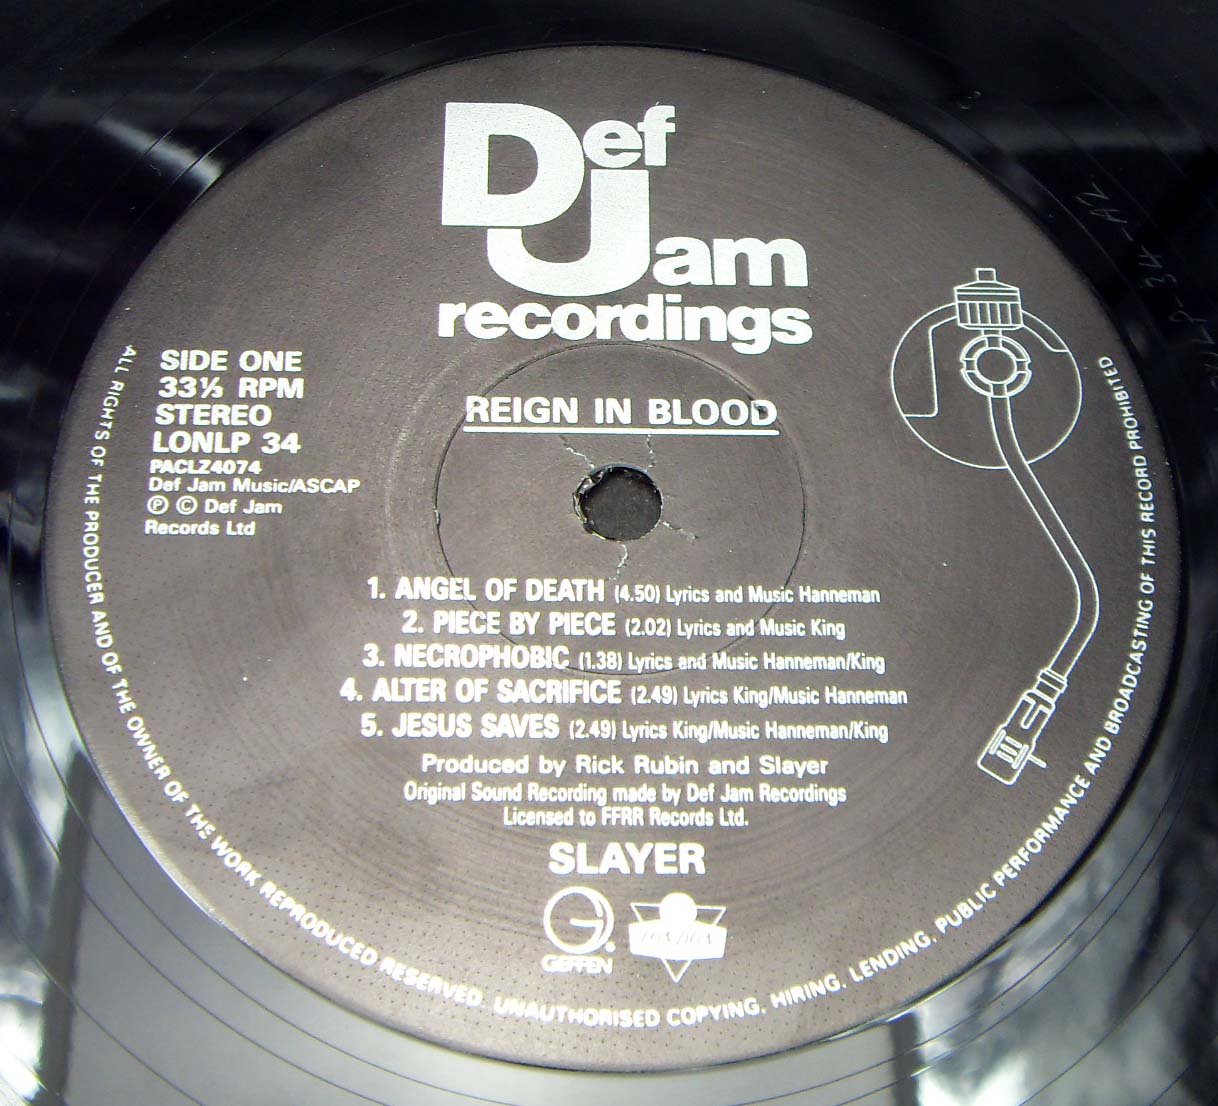 Def
Jam
recordings
SIDE ONE
33⅓ RPM
STEREO
LONLP 34
PACLZ4074
Def Jam Music/ASCAP
Ⓟ © Def Jam
Records Ltd
REIGN IN BLOOD
1. ANGEL OF DEATH (4.50) Lyrics and Music Hanneman
2. PIECE BY PIECE (2.02) Lyrics and Music King
3. NECROPHOBIC (1.38) Lyrics and Music Hanneman/King
4. ALTER OF SACRIFICE (2.49) Lyrics King/Music Hanneman
5. JESUS SAVES (2.49) Lyrics King/Music Hanneman/King
Produced by Rick Rubin and Slayer
Original Sound Recording made by Def Jam Recordings
Licensed to FFRR Records Ltd.
SLAYER
GEFFEN
ALL RIGHTS OF THE PRODUCER AND OF THE OWNER OF THE WORK REPRODUCED RESERVED. UNAUTHORISED COPYING, HIRING, LENDING, PUBLIC PERFORMANCE AND BROADCASTING OF THIS RECORD PROHIBITED